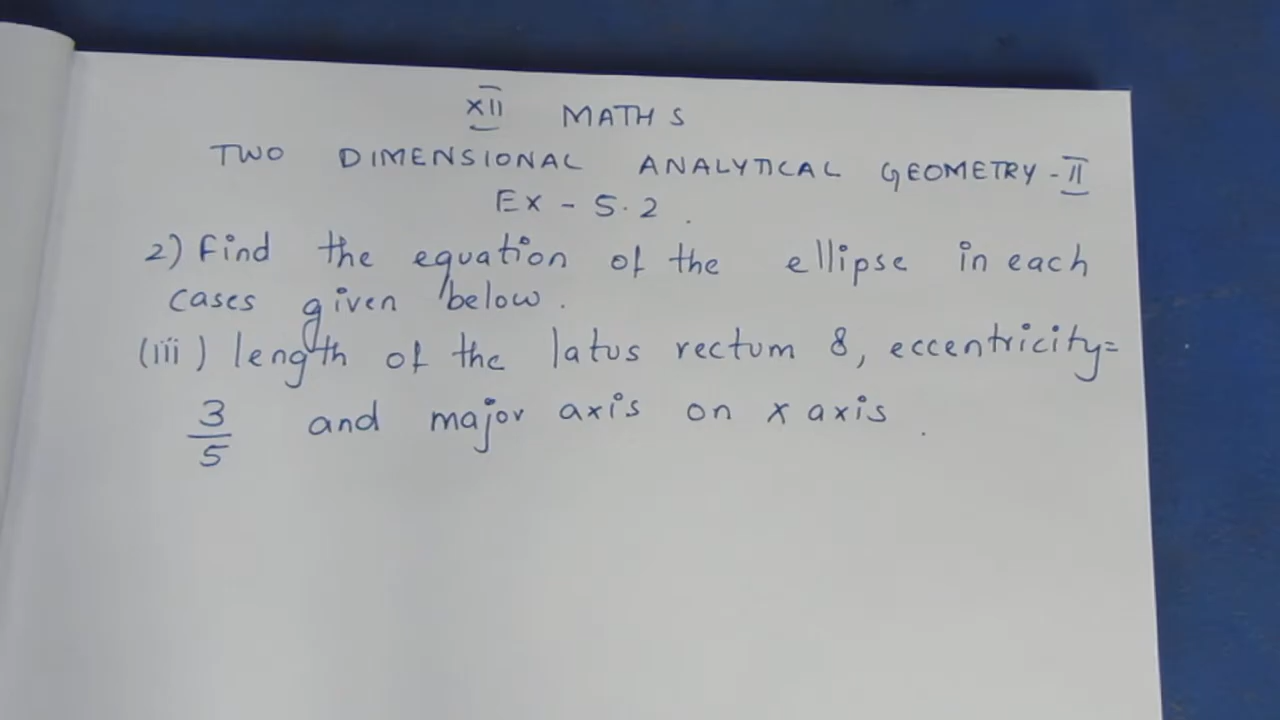 XII MATHS
TWO DIMENSIONAL ANALYTICAL GEOMETRY - II
EX - 5.2.
2) Find the equation of the ellipse in each
cases given below.
(iii) length of the latus rectum 8, eccentricity=
3/5 and major axis on x axis.